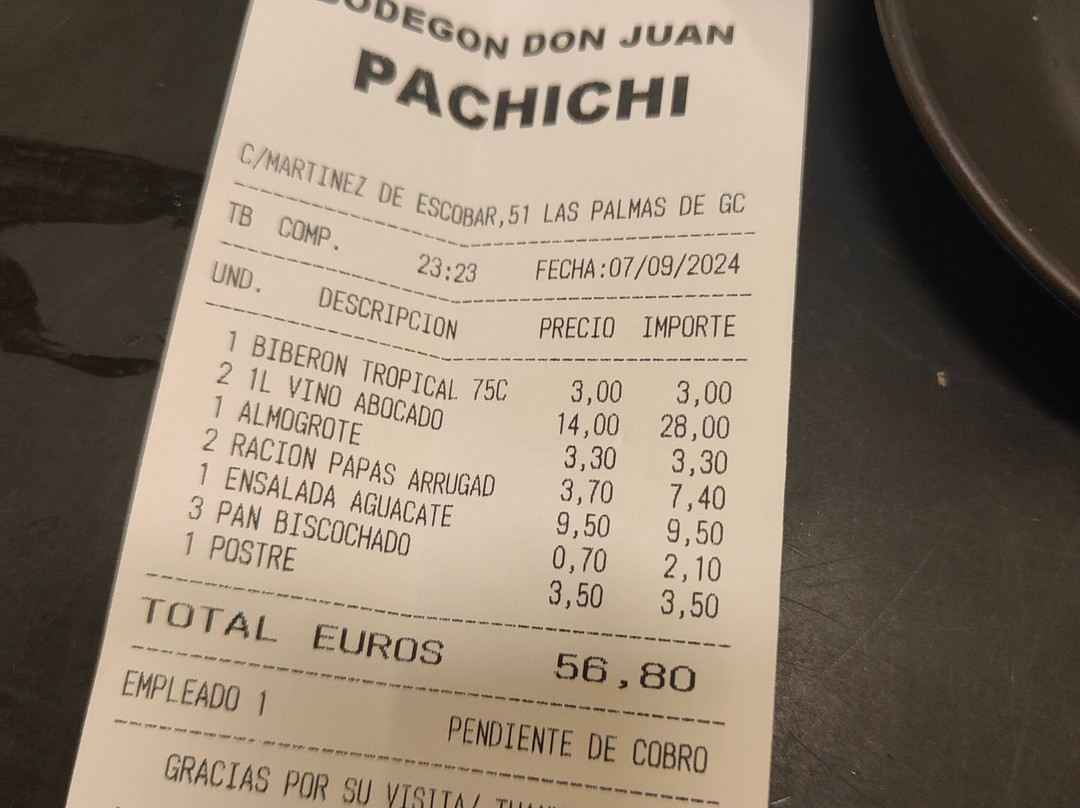 BODEGON DON JUAN
PACHICHI
C/MARTINEZ DE ESCOBAR,51 LAS PALMAS DE GC
TB COMP. 23:23 FECHA:07/09/2024
UND. DESCRIPCION PRECIO IMPORTE
1 BIBERON TROPICAL 75C 3,00 3,00
2 1L VINO ABOCADO 14,00 28,00
1 ALMOGROTE 3,30 3,30
2 RACION PAPAS ARRUGAD 3,70 7,40
1 ENSALADA AGUACATE 9,50 9,50
3 PAN BISCOCHADO 0,70 2,10
1 POSTRE 3,50 3,50
TOTAL EUROS 56,80
EMPLEADO 1 PENDIENTE DE COBRO
GRACIAS POR SU VISITA/